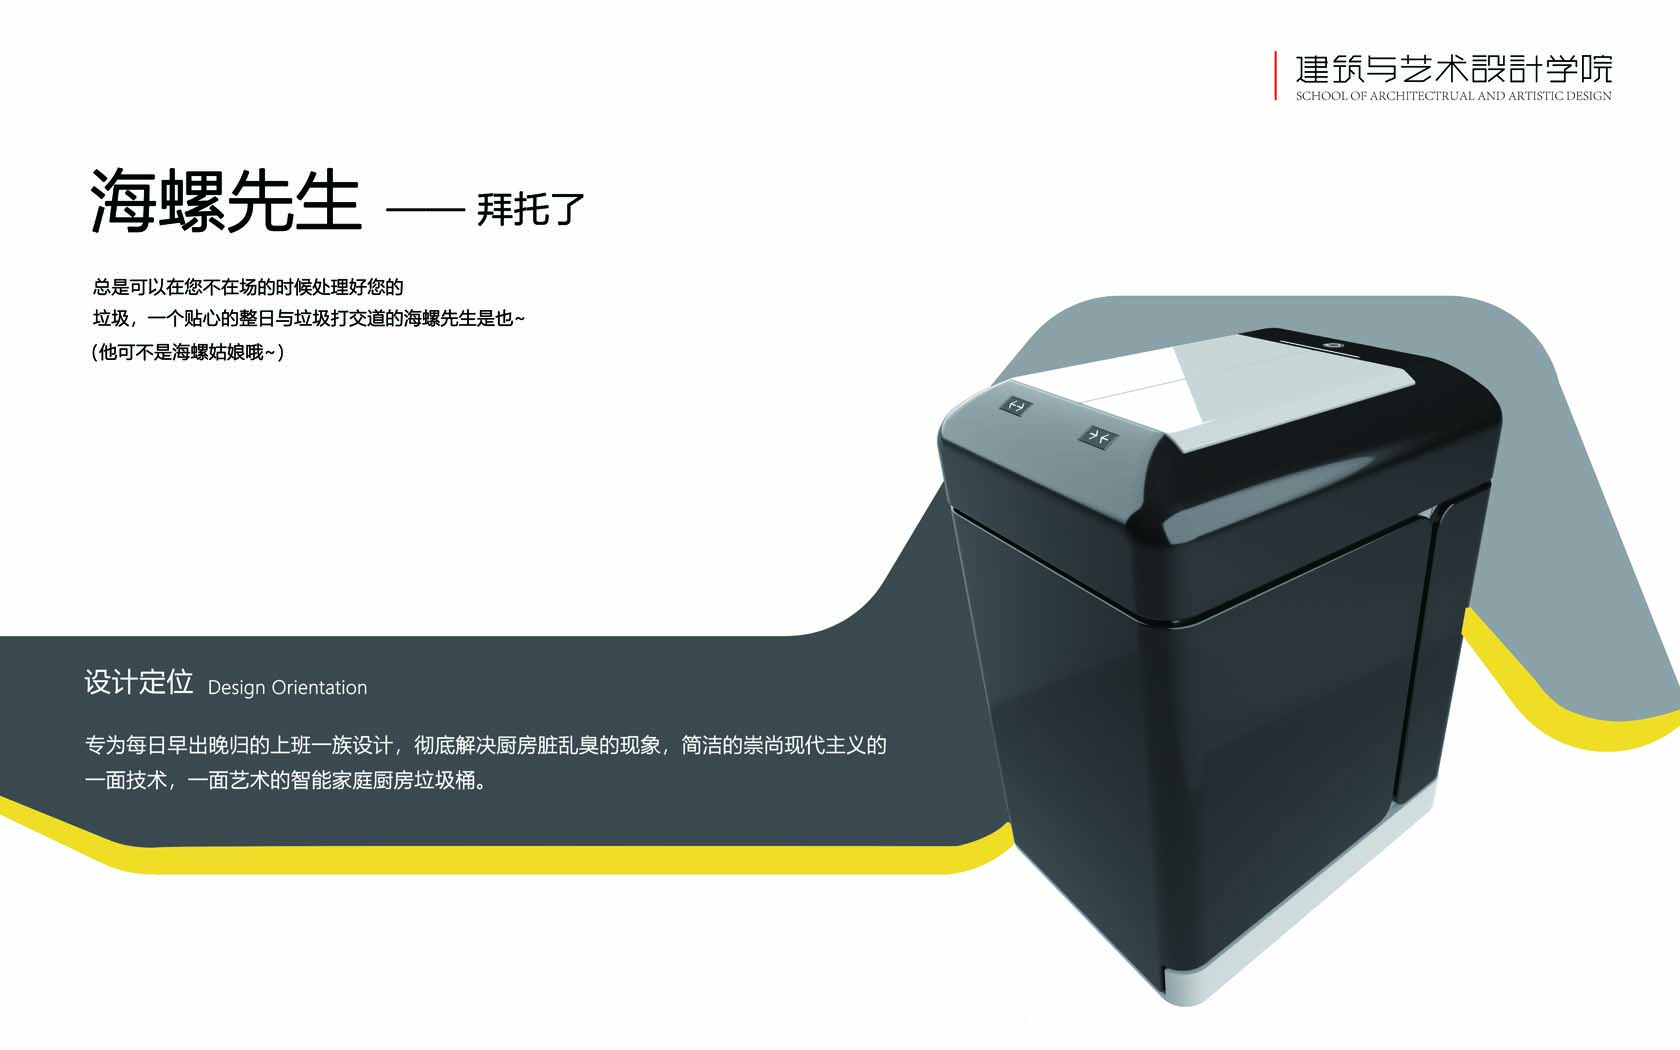 建筑与艺术設計学院
SCHOOL OF ARCHITECTRUAL AND ARTISTIC DESIGN
海螺先生 —— 拜托了
总是可以在您不在场的时候处理好您的
垃圾，一个贴心的整日与垃圾打交道的海螺先生是也~
(他可不是海螺姑娘哦~)
设计定位 Design Orientation
专为每日早出晚归的上班一族设计，彻底解决厨房脏乱臭的现象，简洁的崇尚现代主义的
一面技术，一面艺术的智能家庭厨房垃圾桶。